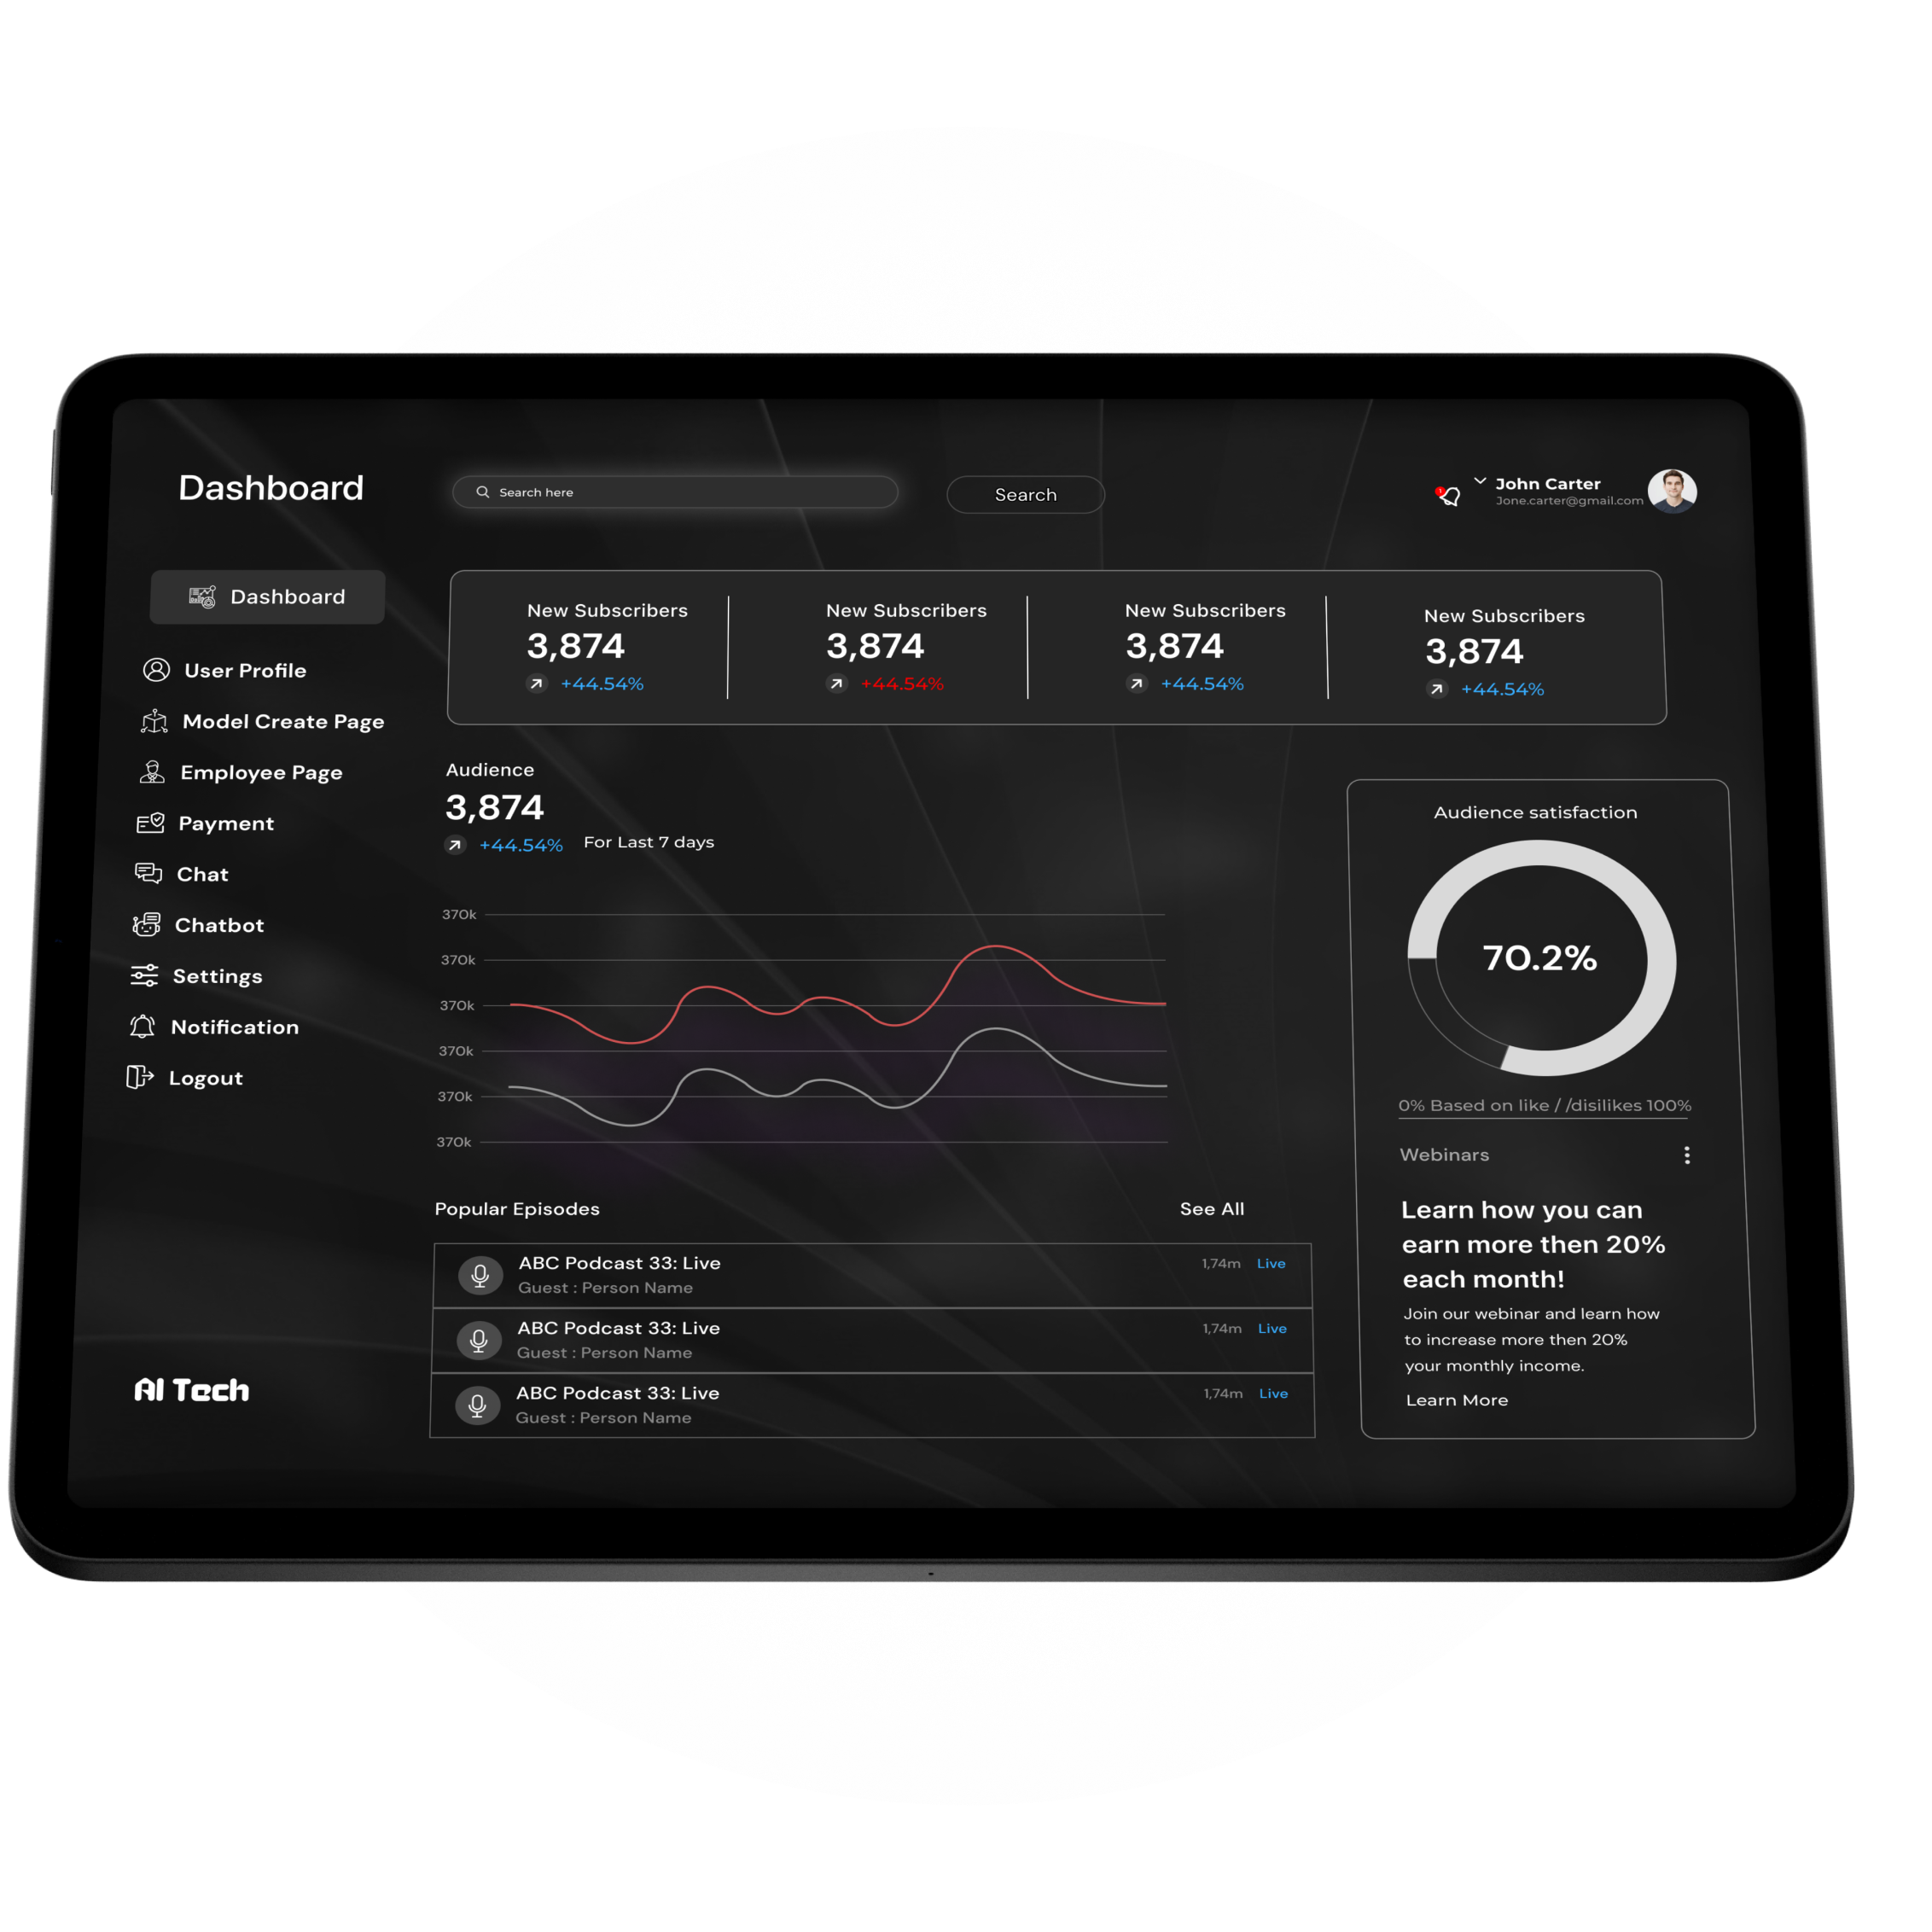 Dashboard
Search here
Search
1
John Carter
Jone.carter@gmail.com
Dashboard
User Profile
Model Create Page
Employee Page
Payment
Chat
Chatbot
Settings
Notification
Logout
AI Tech
New Subscribers
3,874
+44.54%
New Subscribers
3,874
+44.54%
New Subscribers
3,874
+44.54%
New Subscribers
3,874
+44.54%
Audience
3,874
+44.54% For Last 7 days
370k
370k
370k
370k
370k
370k
Popular Episodes See All
ABC Podcast 33: Live 1,74m Live
Guest : Person Name
ABC Podcast 33: Live 1,74m Live
Guest : Person Name
ABC Podcast 33: Live 1,74m Live
Guest : Person Name
Audience satisfaction
70.2%
0% Based on like / /disilikes 100%
Webinars
Learn how you can
earn more then 20%
each month!
Join our webinar and learn how
to increase more then 20%
your monthly income.
Learn More